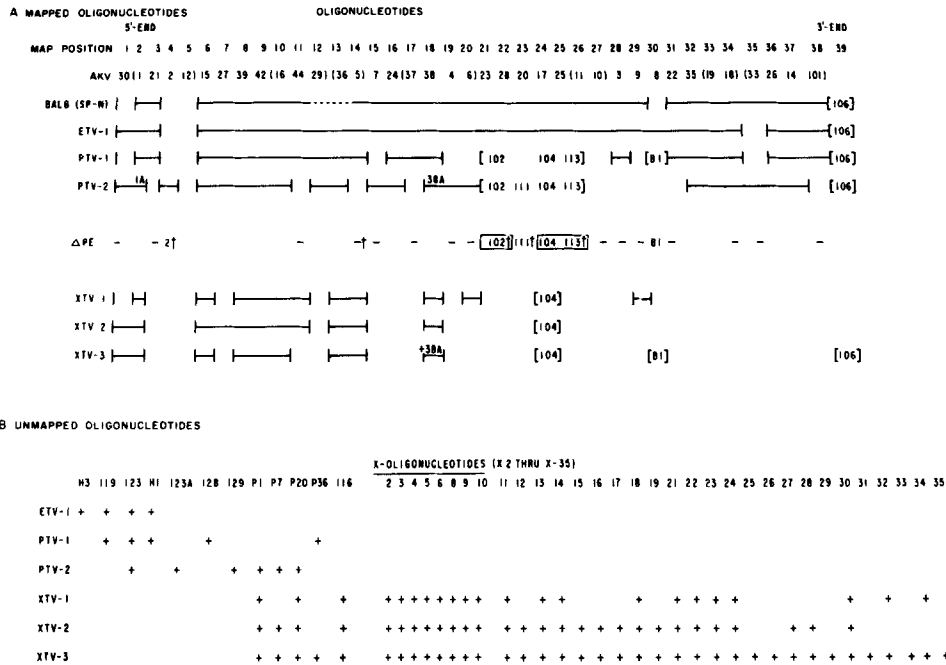 A MAPPED OLIGONUCLEOTIDES OLIGONUCLEOTIDES
5'-END 3'-END
MAP POSITION 1 2 3 4 5 6 7 8 9 10 11 12 13 14 15 16 17 18 19 20 21 22 23 24 25 26 27 28 29 30 31 32 33 34 35 36 37 38 39
AKV 30 (1 21 2 12) 15 27 39 42 (16 44 29) (36 5) 7 24 (37 38 4 6) 23 28 20 17 25 (11 10) 3 9 8 22 35 (19 18) (33 26 14 101)
BALB (SP-N) [106]
ETV-1 [106]
PTV-1 [102 104 113] [81] [106]
PTV-2 1A 38A [102 111 104 113] [106]
△PE - - 2↑ - -↑ - - - - 102↑ 111↑ 104 113↑ - - - 81 - - - -
XTV-1 [104]
XTV-2 [104]
XTV-3 +38A [104] [81] [106]
B UNMAPPED OLIGONUCLEOTIDES
X-OLIGONUCLEOTIDES (X 2 THRU X-35)
H3 119 123 H1 123A 128 129 P1 P7 P20 P36 116 2 3 4 5 6 8 9 10 11 12 13 14 15 16 17 18 19 21 22 23 24 25 26 27 28 29 30 31 32 33 34 35
ETV-1 + + + +
PTV-1 + + + + +
PTV-2 + + + + + +
XTV-1 + + + + + + + + + + + + + + + + + + + + + +
XTV-2 + + + + + + + + + + + + + + + + + + + + + + + + + + + +
XTV-3 + + + + + + + + + + + + + + + + + + + + + + + + + + + + + + + + + + + + +